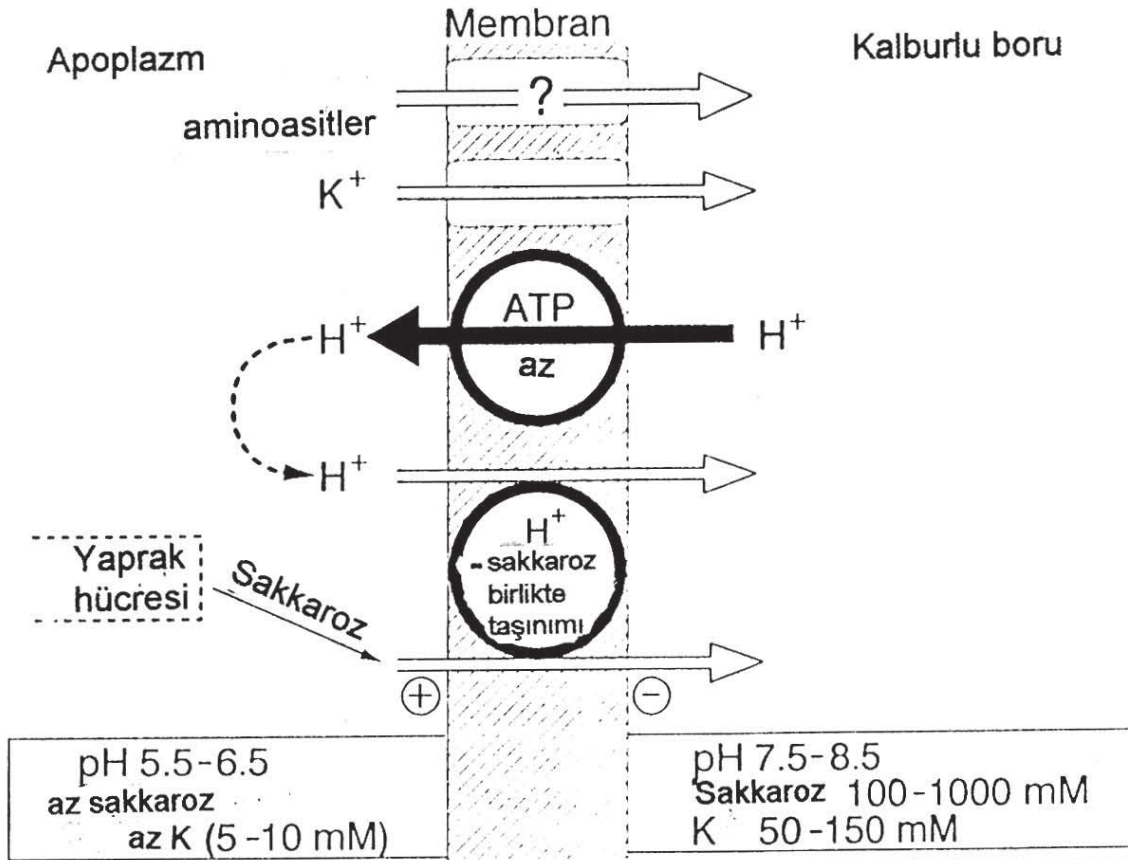 Membran
Apoplazm
Kalburlu boru
?
aminoasitler
K⁺
ATP
az
H⁺
H⁺
H⁺
H⁺
- sakkaroz
birlikte
taşınımı
Yaprak
hücresi
Sakkaroz
+
−
pH 5.5-6.5
az sakkaroz
az K (5-10 mM)
pH 7.5-8.5
Sakkaroz 100-1000 mM
K 50-150 mM